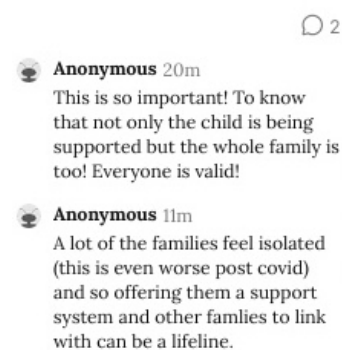 2
Anonymous 20m
This is so important! To know
that not only the child is being
supported but the whole family is
too! Everyone is valid!
Anonymous 11m
A lot of the families feel isolated
(this is even worse post covid)
and so offering them a support
system and other famlies to link
with can be a lifeline.